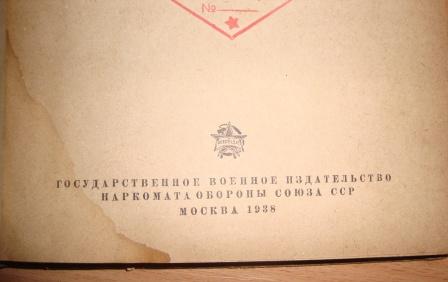 №
ГОСУДАРСТВЕННОЕ ВОЕННОЕ ИЗДАТЕЛЬСТВО
НАРКОМАТА ОБОРОНЫ СОЮЗА ССР
МОСКВА 1938